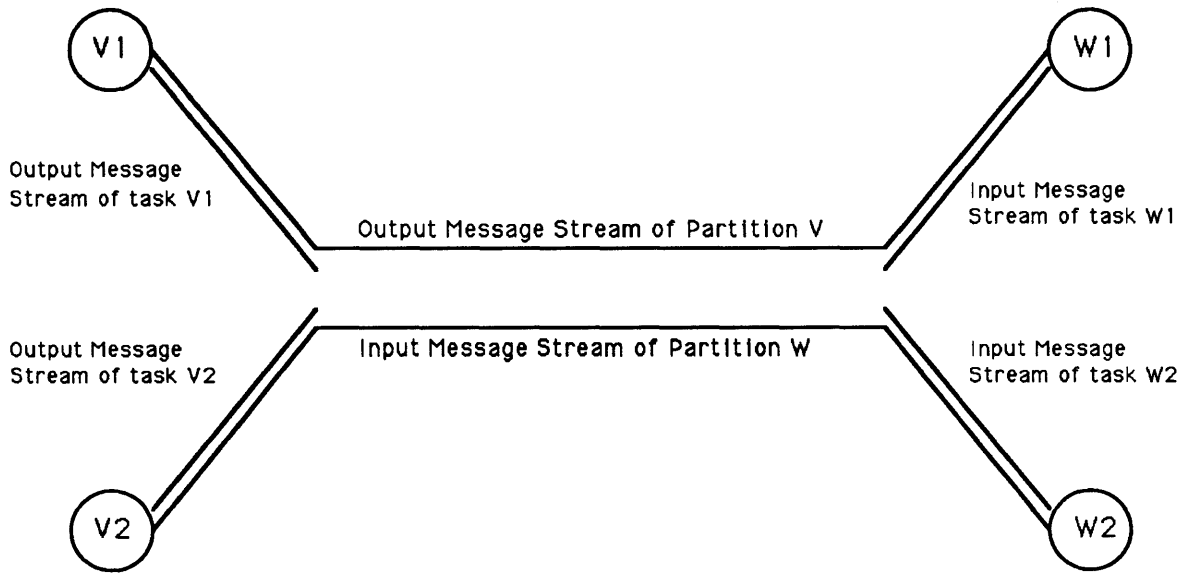 V1
W1
Output Message
Stream of task V1
Input Message
Stream of task W1
Output Message Stream of Partition V
Input Message Stream of Partition W
Output Message
Stream of task V2
Input Message
Stream of task W2
V2
W2